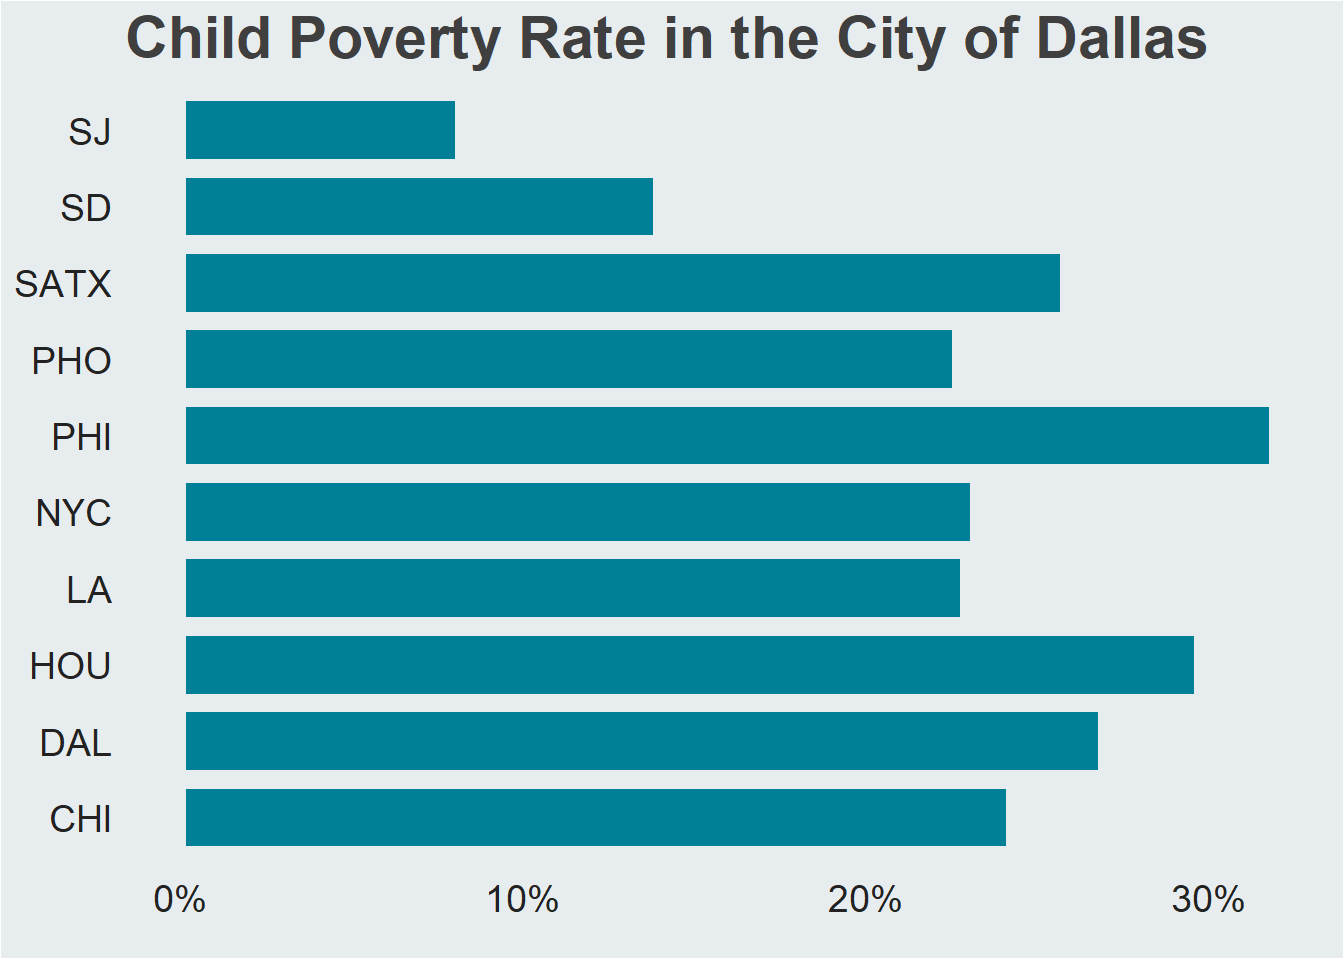 Child Poverty Rate in the City of Dallas
SJ
SD
SATX
PHO
PHI
NYC
LA
HOU
DAL
CHI
0% 10% 20% 30%